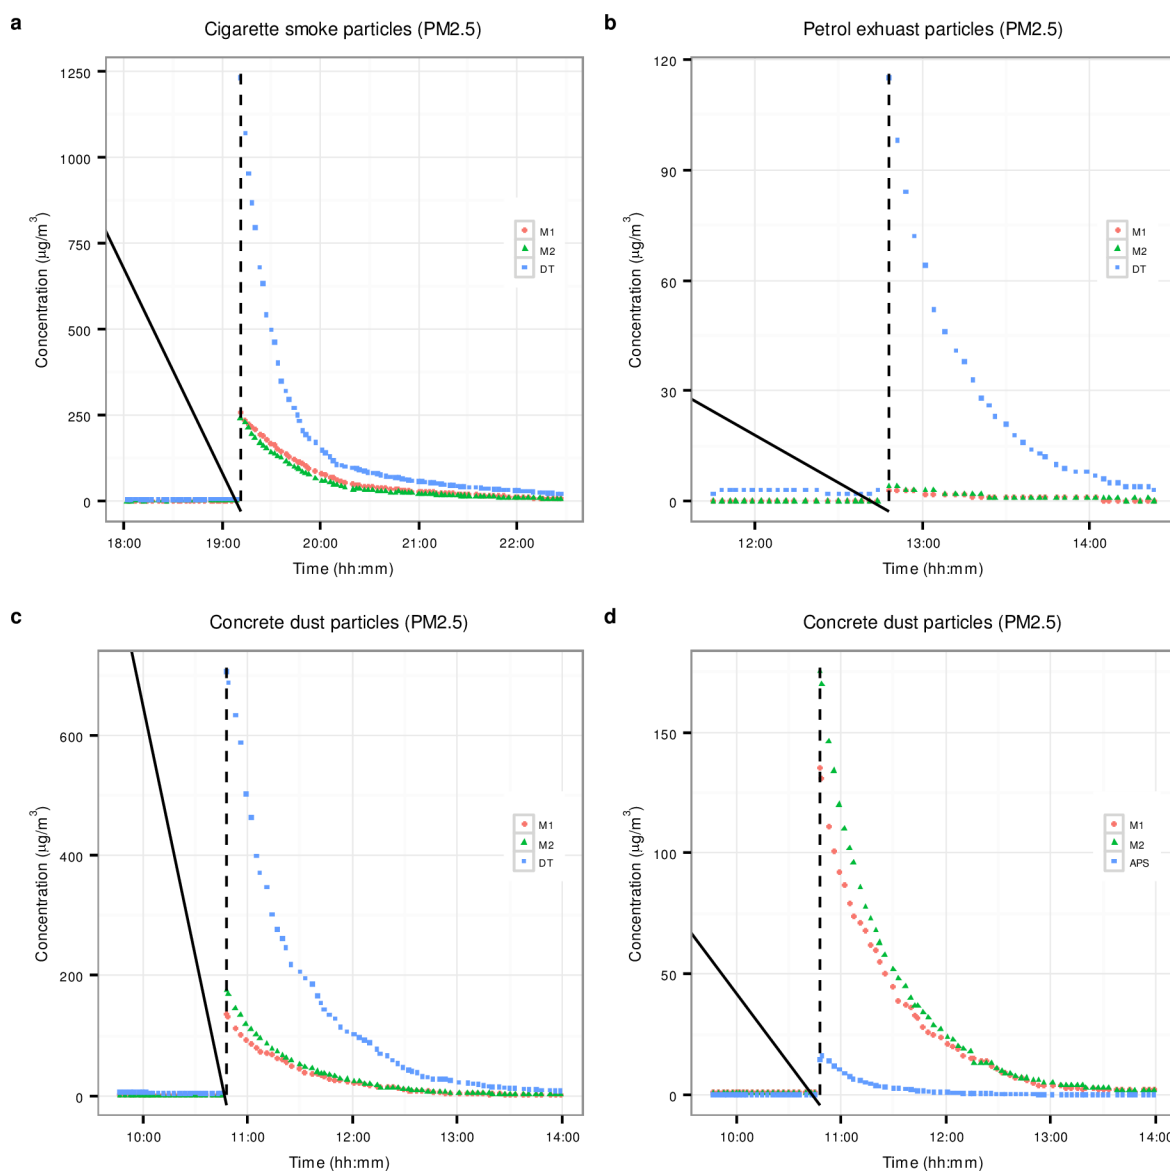 a
Cigarette smoke particles (PM2.5)
1250
1000
750
500
250
0
Concentration (μg/m³)
M1
M2
DT
18:00 19:00 20:00 21:00 22:00
Time (hh:mm)
b
Petrol exhuast particles (PM2.5)
120
90
60
30
0
Concentration (μg/m³)
M1
M2
DT
12:00 13:00 14:00
Time (hh:mm)
c
Concrete dust particles (PM2.5)
600
400
200
0
Concentration (μg/m³)
M1
M2
DT
10:00 11:00 12:00 13:00 14:00
Time (hh:mm)
d
Concrete dust particles (PM2.5)
150
100
50
0
Concentration (μg/m³)
M1
M2
APS
10:00 11:00 12:00 13:00 14:00
Time (hh:mm)